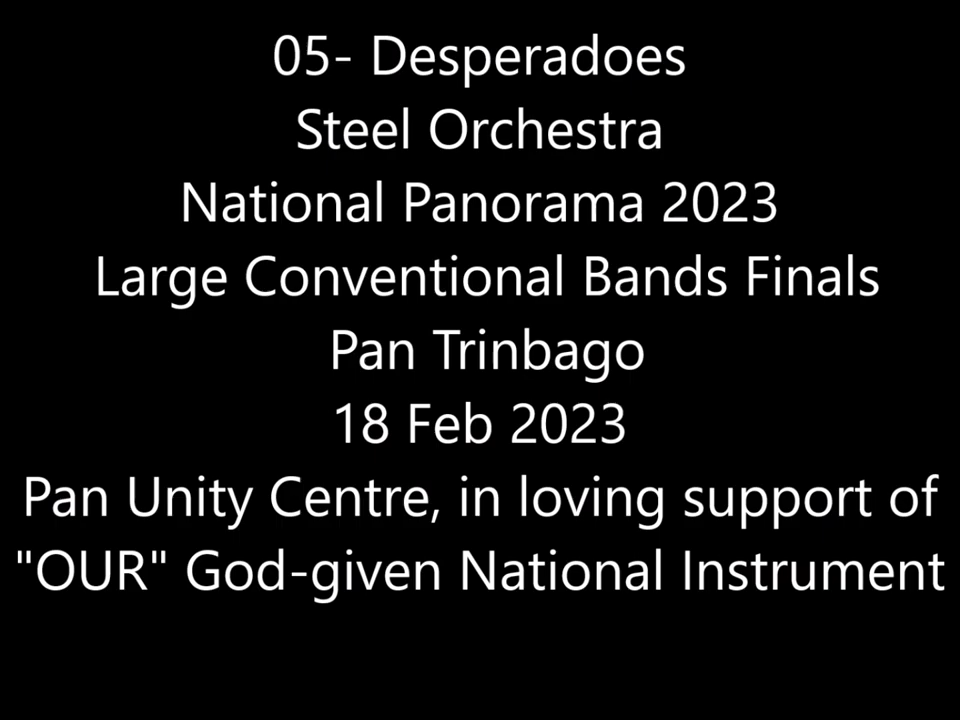 05- Desperadoes
Steel Orchestra
National Panorama 2023
Large Conventional Bands Finals
Pan Trinbago
18 Feb 2023
Pan Unity Centre, in loving support of
"OUR" God-given National Instrument